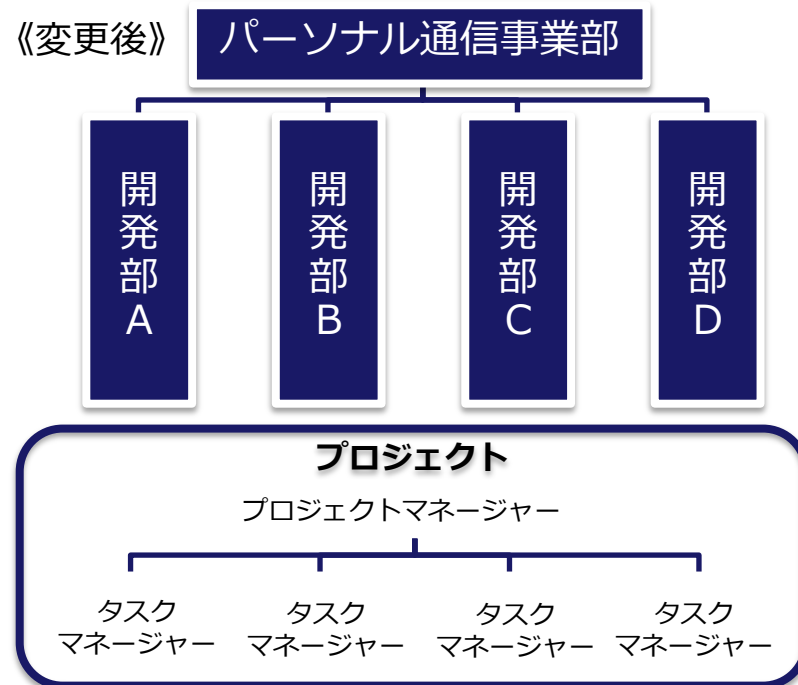 《変更後》
パーソナル通信事業部
開発部A
開発部B
開発部C
開発部D
プロジェクト
プロジェクトマネージャー
タスク
マネージャー
タスク
マネージャー
タスク
マネージャー
タスク
マネージャー